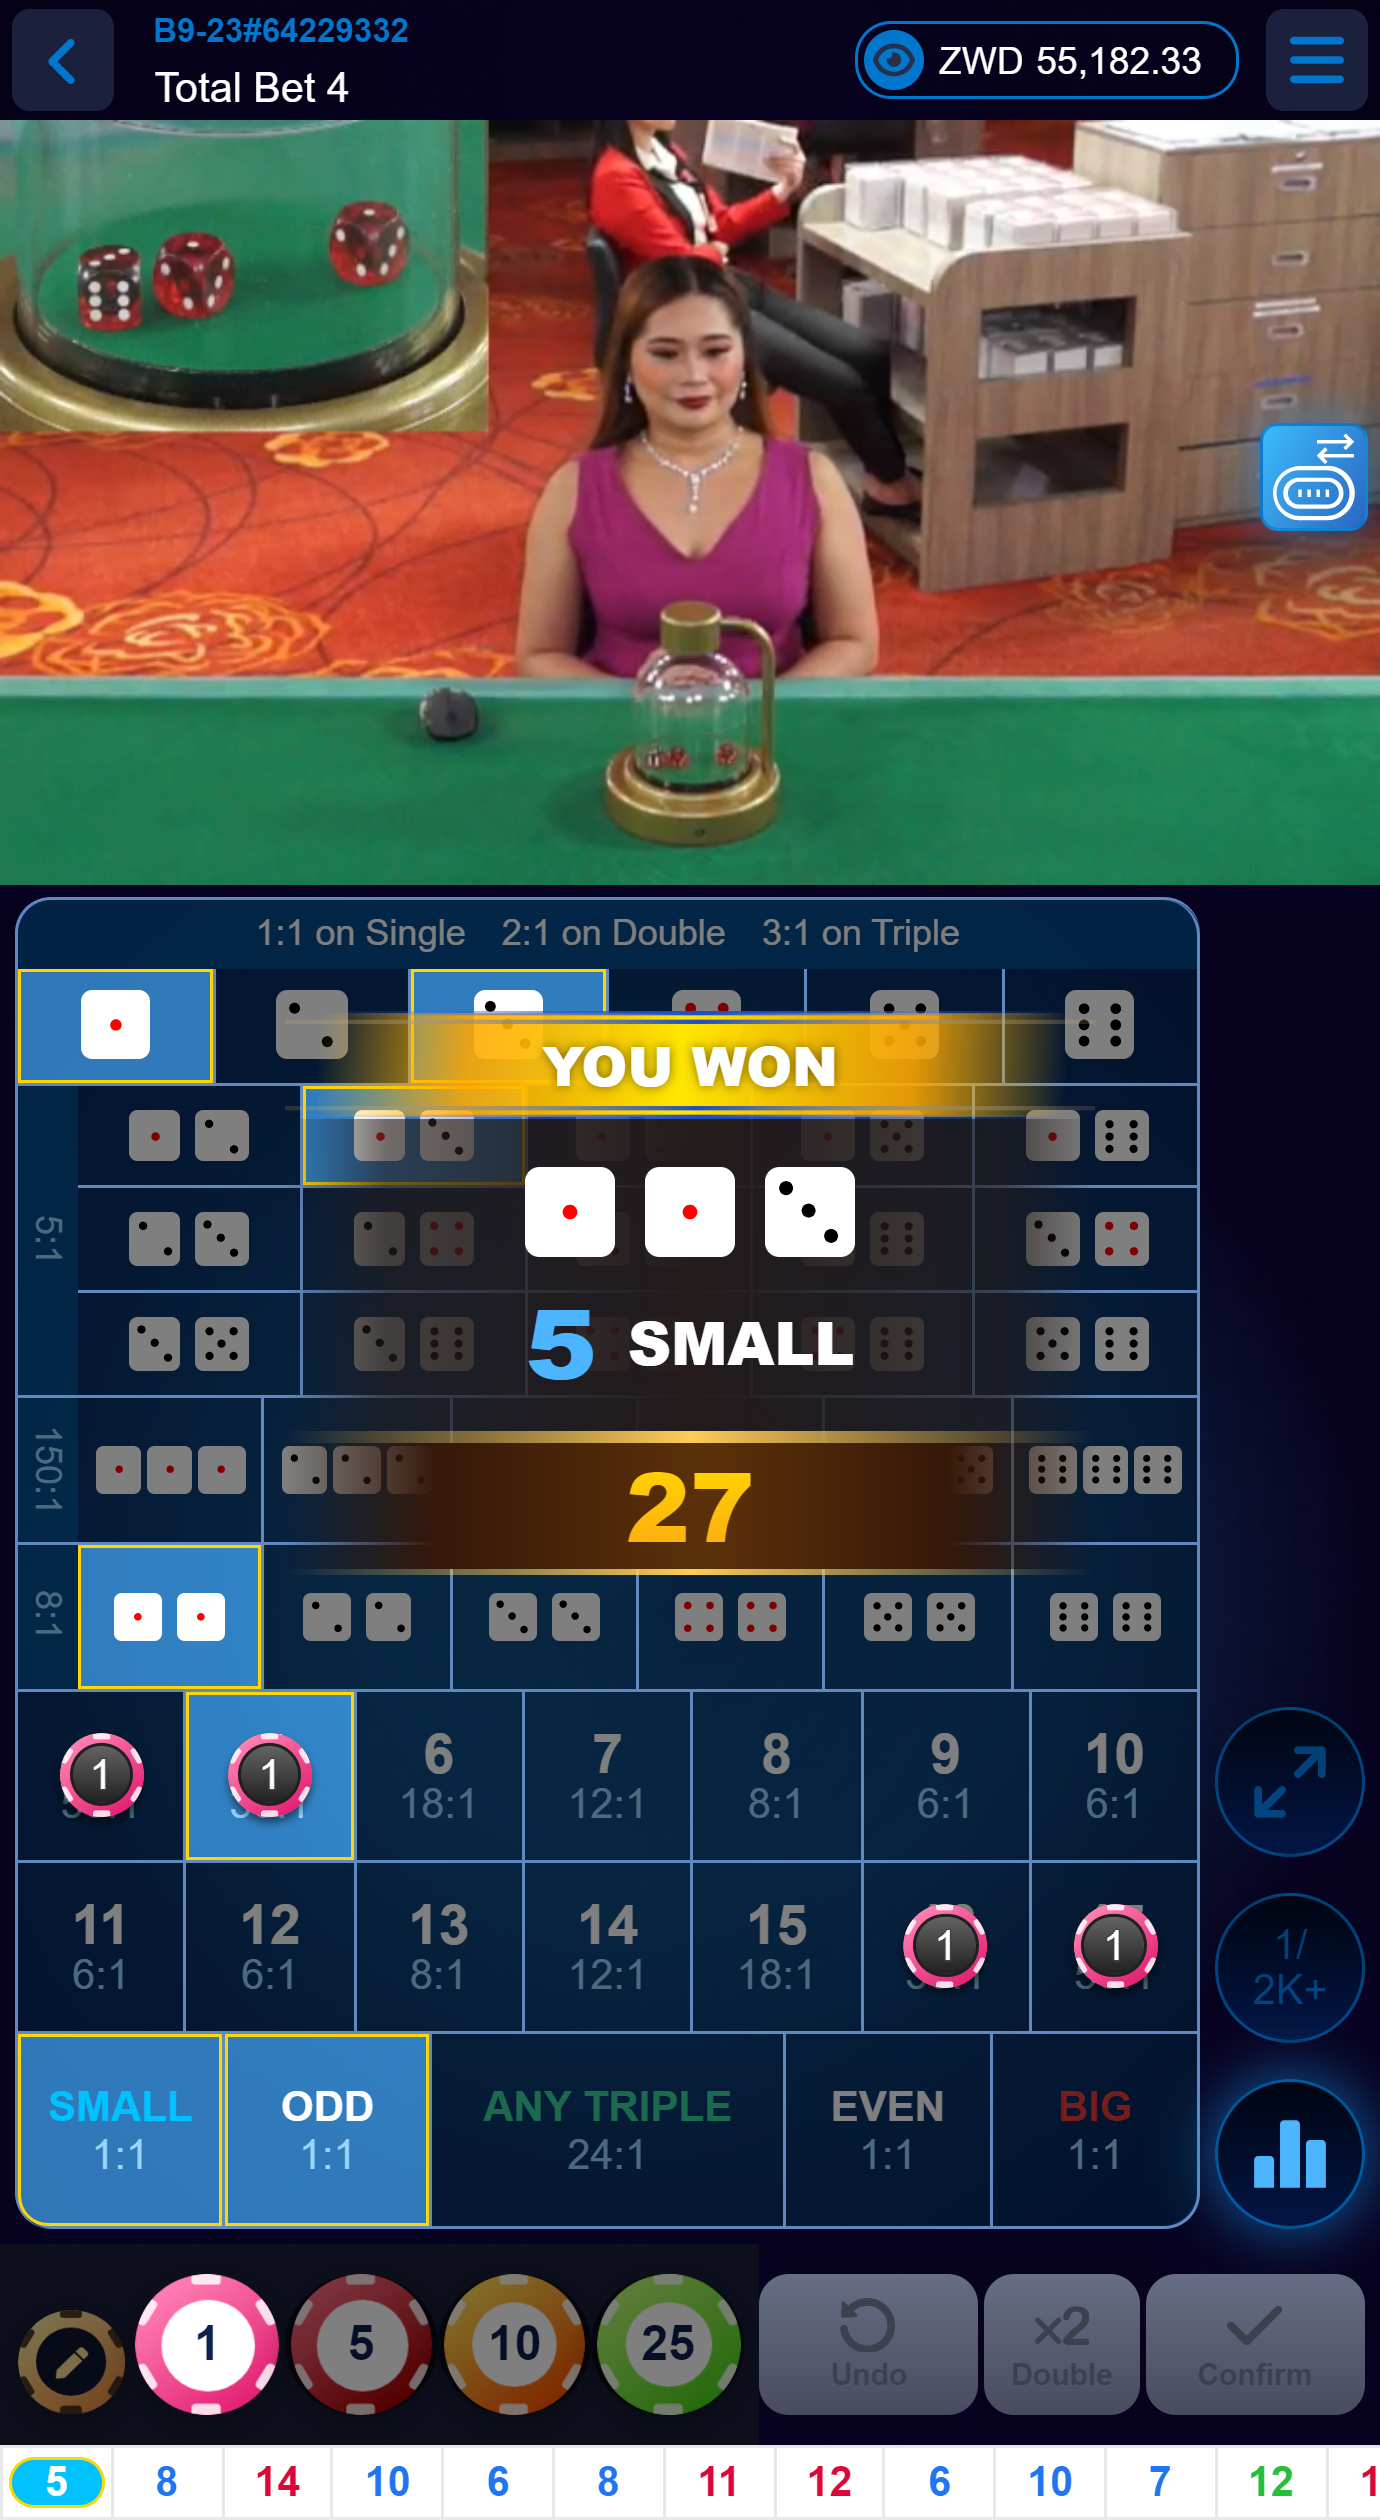 B9-23#64229332
Total Bet 4
ZWD 55,182.33
1:1 on Single 2:1 on Double 3:1 on Triple
YOU WON
5:1
5 SMALL
150:1
27
8:1
1 1 6 7 8 9 10
18:1 12:1 8:1 6:1 6:1
11 12 13 14 15 1 1
6:1 6:1 8:1 12:1 18:1
SMALL ODD ANY TRIPLE EVEN BIG
1:1 1:1 24:1 1:1 1:1
1/
2K+
1 5 10 25
Undo Double Confirm
x2
5 8 14 10 6 8 11 12 6 10 7 12